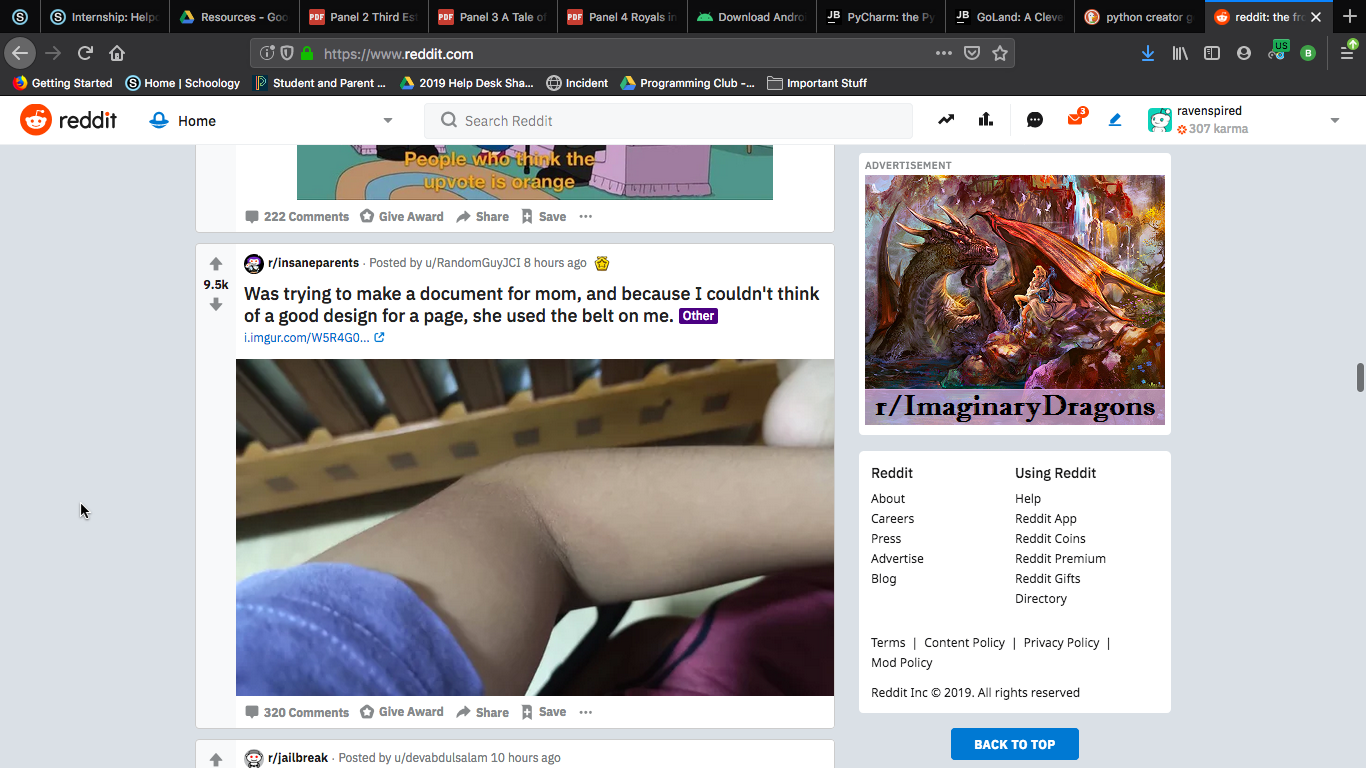 Internship: Help
Resources - Goo
Panel 2 Third Est
Panel 3 A Tale of
Panel 4 Royals in
Download Andro
PyCharm: the Py
GoLand: A Cleve
python creator g
reddit: the fr
https://www.reddit.com
US
B
Getting Started
Home | Schoology
Student and Parent ...
2019 Help Desk Sha...
Incident
Programming Club -...
Important Stuff
reddit
Home
Search Reddit
3
ravenspired
307 karma
People who think the
upvote is orange
222 Comments
Give Award
Share
Save
r/insaneparents · Posted by u/RandomGuyJCI 8 hours ago
9.5k
Was trying to make a document for mom, and because I couldn't think
of a good design for a page, she used the belt on me. Other
i.imgur.com/W5R4G0...
320 Comments
Give Award
Share
Save
r/jailbreak · Posted by u/devabdulsalam 10 hours ago
ADVERTISEMENT
r/ImaginaryDragons
Reddit
Using Reddit
About
Help
Careers
Reddit App
Press
Reddit Coins
Advertise
Reddit Premium
Blog
Reddit Gifts
Directory
Terms | Content Policy | Privacy Policy |
Mod Policy
Reddit Inc © 2019. All rights reserved
BACK TO TOP